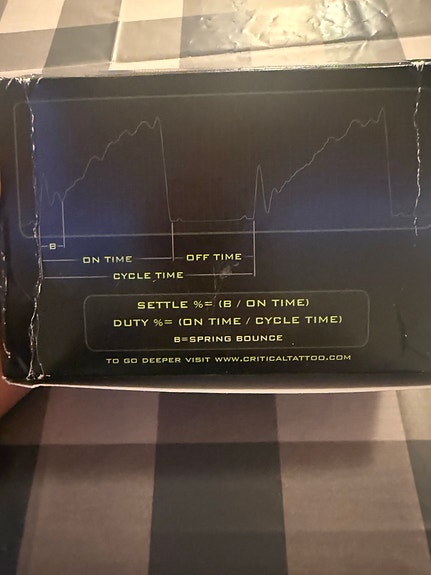 B
ON TIME
OFF TIME
CYCLE TIME
SETTLE %= (B / ON TIME)
DUTY %= (ON TIME / CYCLE TIME)
B=SPRING BOUNCE
TO GO DEEPER VISIT WWW.CRITICALTATTOO.COM